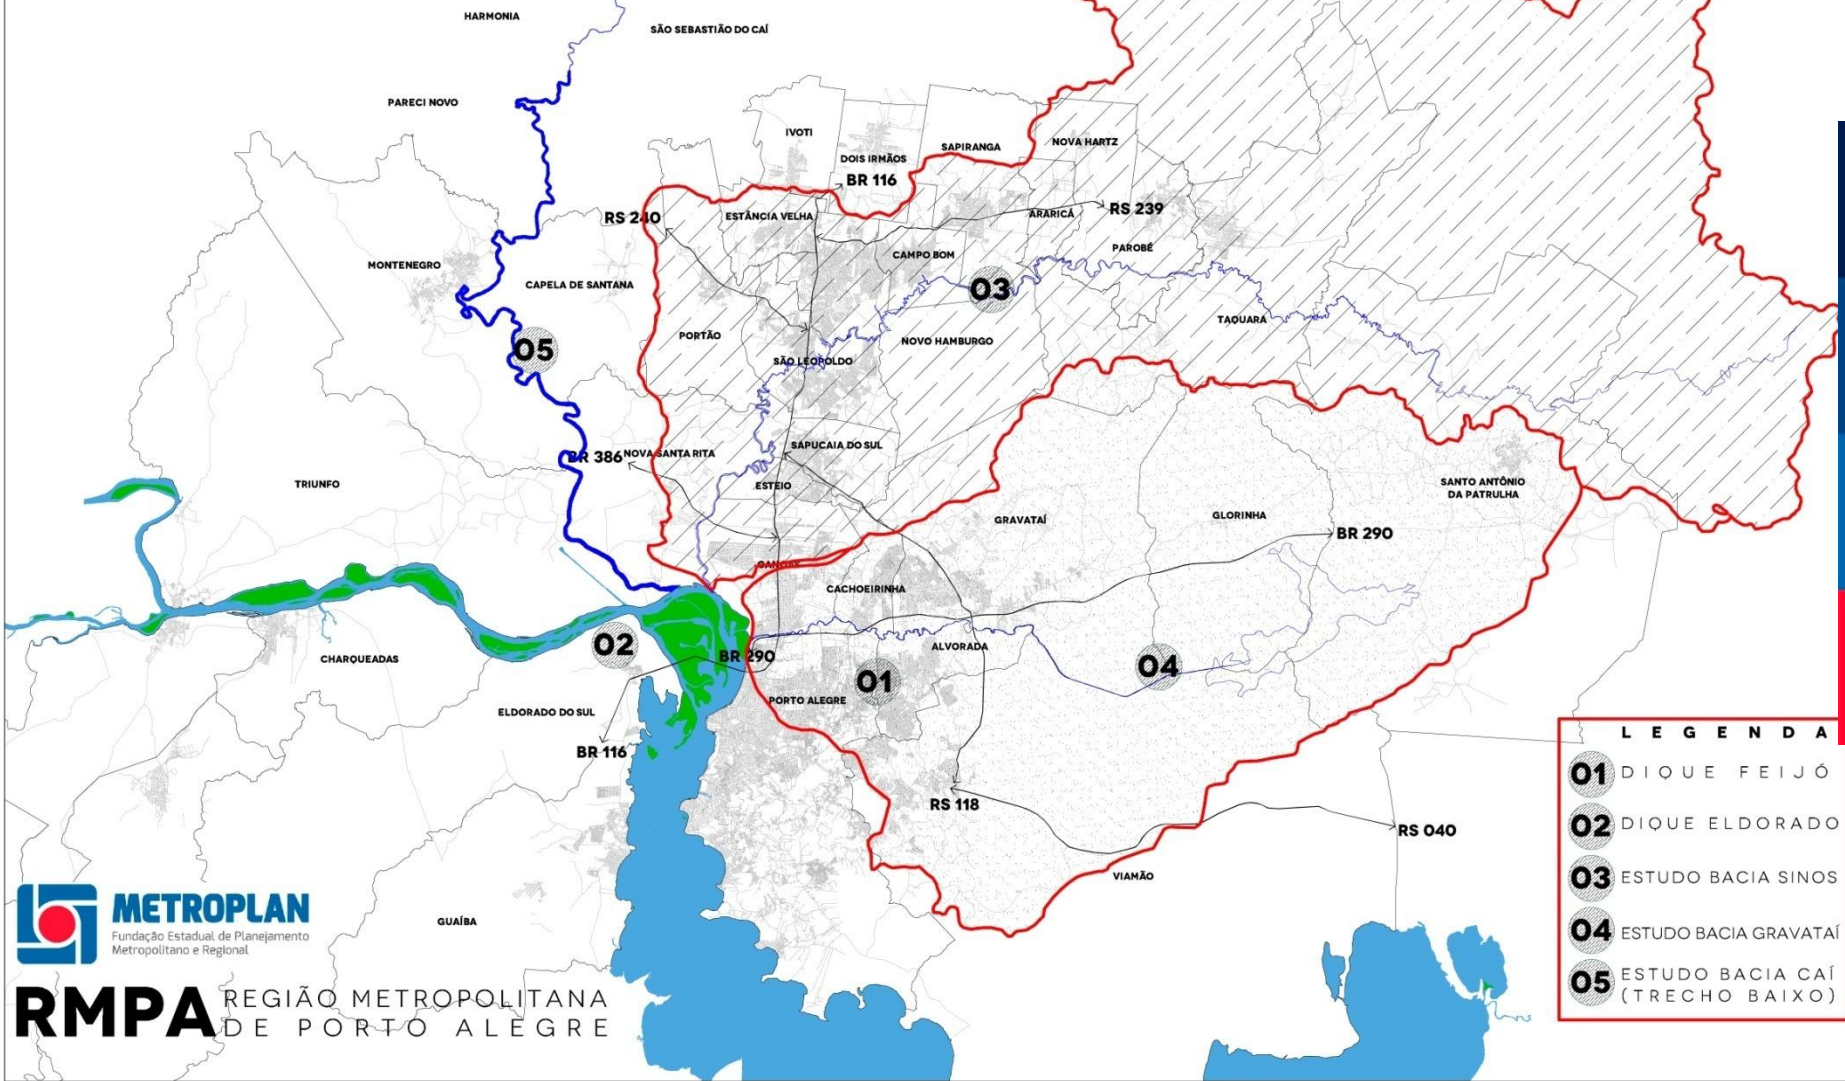 HARMONIA
SÃO SEBASTIÃO DO CAÍ
PARECI NOVO
IVOTI
DOIS IRMÃOS
BR 116
SAPIRANGA
NOVA HARTZ
RS 240
ESTÂNCIA VELHA
ARARICÁ
RS 239
MONTENEGRO
CAPELA DE SANTANA
CAMPO BOM
PAROBÉ
03
05
PORTÃO
SÃO LEOPOLDO
NOVO HAMBURGO
TAQUARA
BR 386
NOVA SANTA RITA
SAPUCAIA DO SUL
TRIUNFO
ESTEIO
GRAVATAÍ
GLORINHA
SANTO ANTÔNIO
DA PATRULHA
BR 290
CANOAS
CACHOEIRINHA
CHARQUEADAS
02
BR 290
ALVORADA
01
04
PORTO ALEGRE
ELDORADO DO SUL
BR 116
RS 118
RS 040
VIAMÃO
GUAÍBA
LEGENDA
01 DIQUE FEIJÓ
02 DIQUE ELDORADO
03 ESTUDO BACIA SINOS
04 ESTUDO BACIA GRAVATAÍ
05 ESTUDO BACIA CAÍ
(TRECHO BAIXO)
METROPLAN
Fundação Estadual de Planejamento
Metropolitano e Regional
RMPA REGIÃO METROPOLITANA
DE PORTO ALEGRE